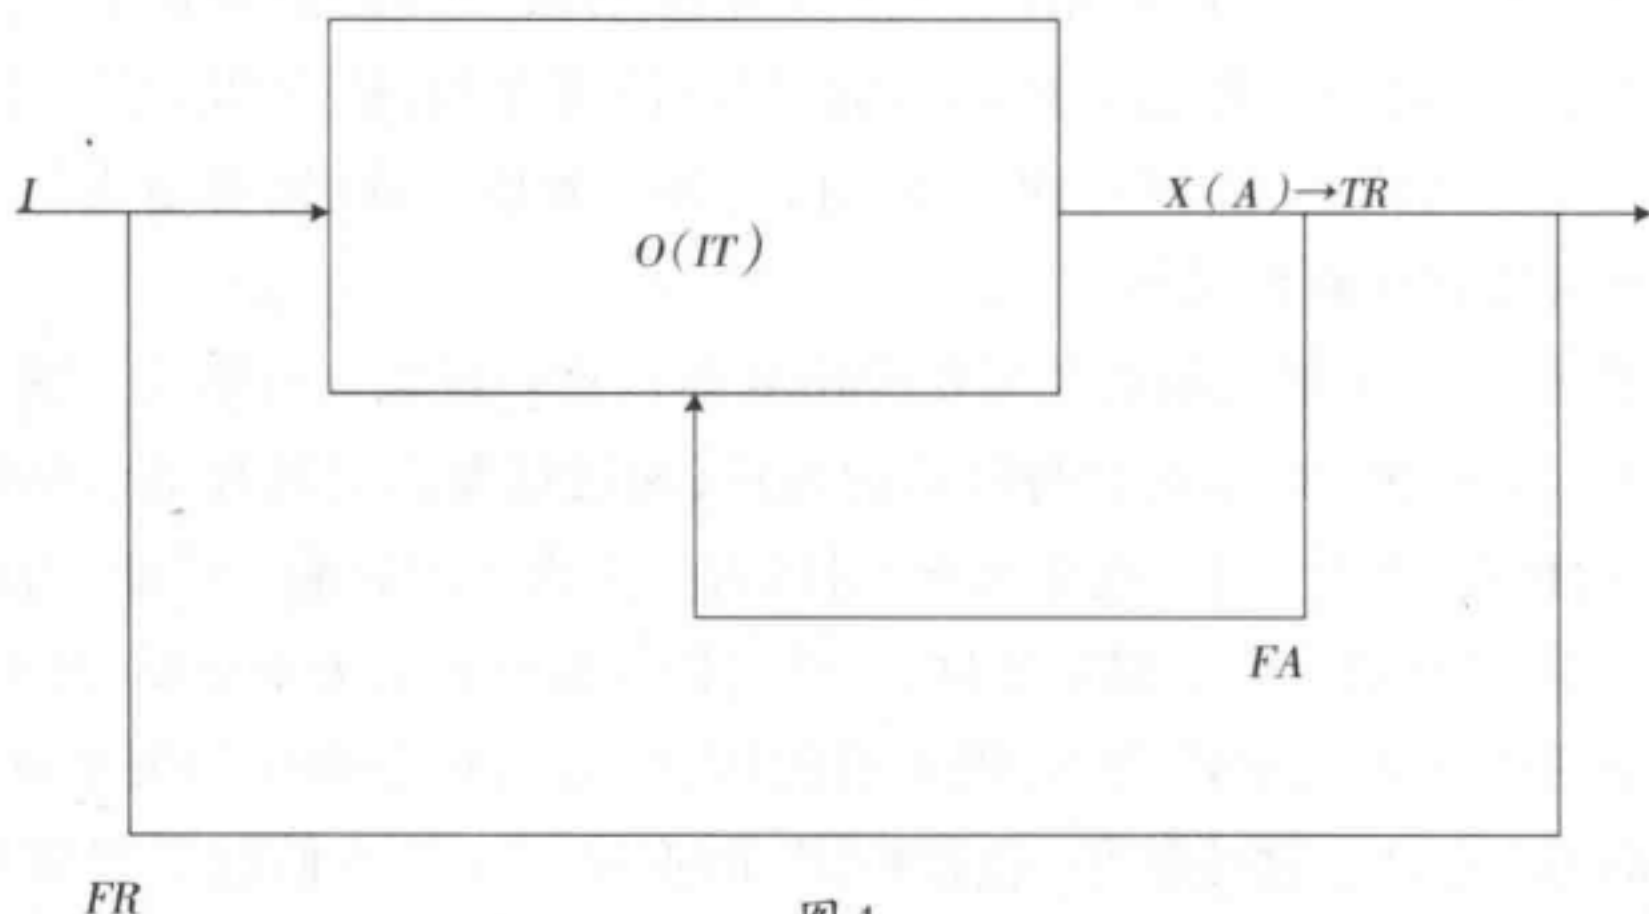 I
X(A)→TR
O(IT)
FA
FR